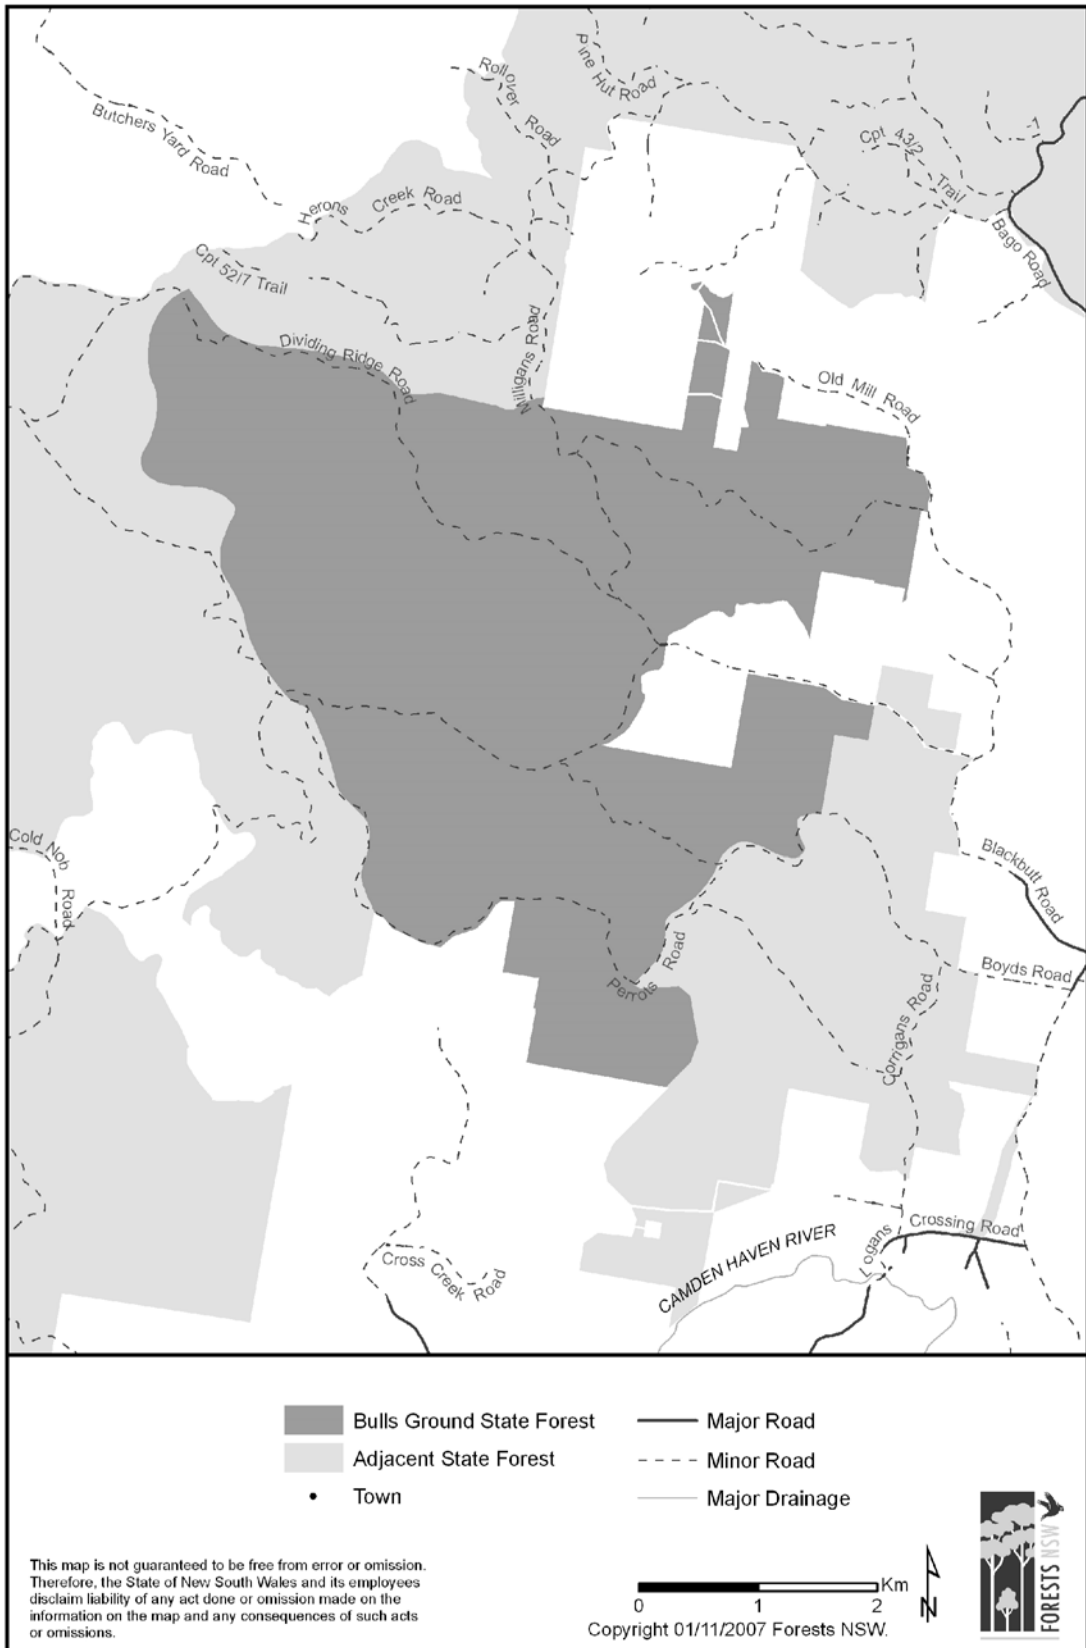 Pine Hut Road
Rollover Road
Butchers Yard Road
Cpt 43/2 Trail
-7
Herons Creek Road
Bago Road
Cpt 52/7 Trail
Dividing Ridge Road
Milligans Road
Old Mill Road
Cold Nob Road
Blackbutt Road
Boyds Road
Perrots Road
Corrigans Road
Logans Crossing Road
CAMDEN HAVEN RIVER
Cross Creek Road
Bulls Ground State Forest
Adjacent State Forest
Town
Major Road
Minor Road
Major Drainage
This map is not guaranteed to be free from error or omission.
Therefore, the State of New South Wales and its employees
disclaim liability of any act done or omission made on the
information on the map and any consequences of such acts
or omissions.
Km
0 1 2
Copyright 01/11/2007 Forests NSW.
N
FORESTS NSW